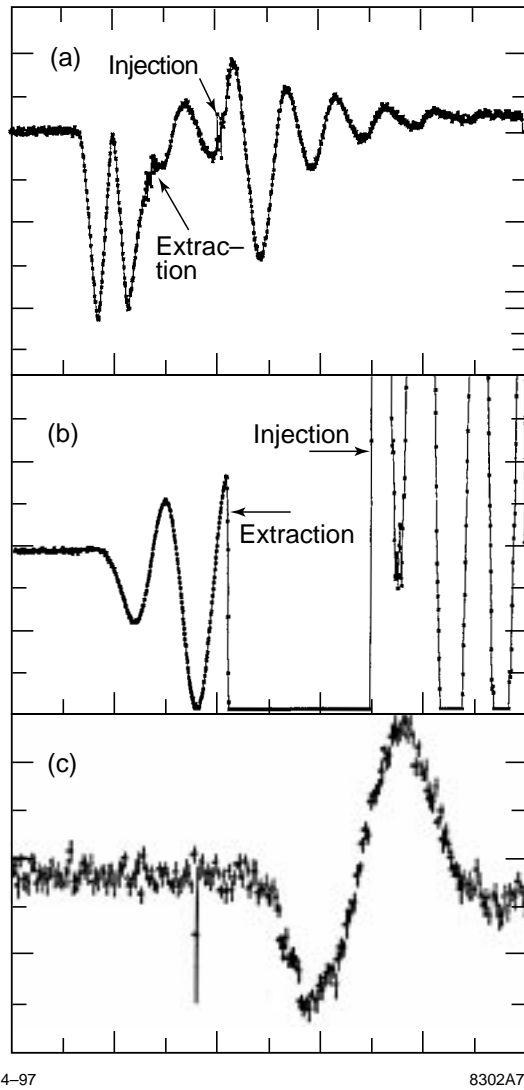 (a)
Injection
Extrac–
tion
(b)
Injection
Extraction
(c)
4–97
8302A7